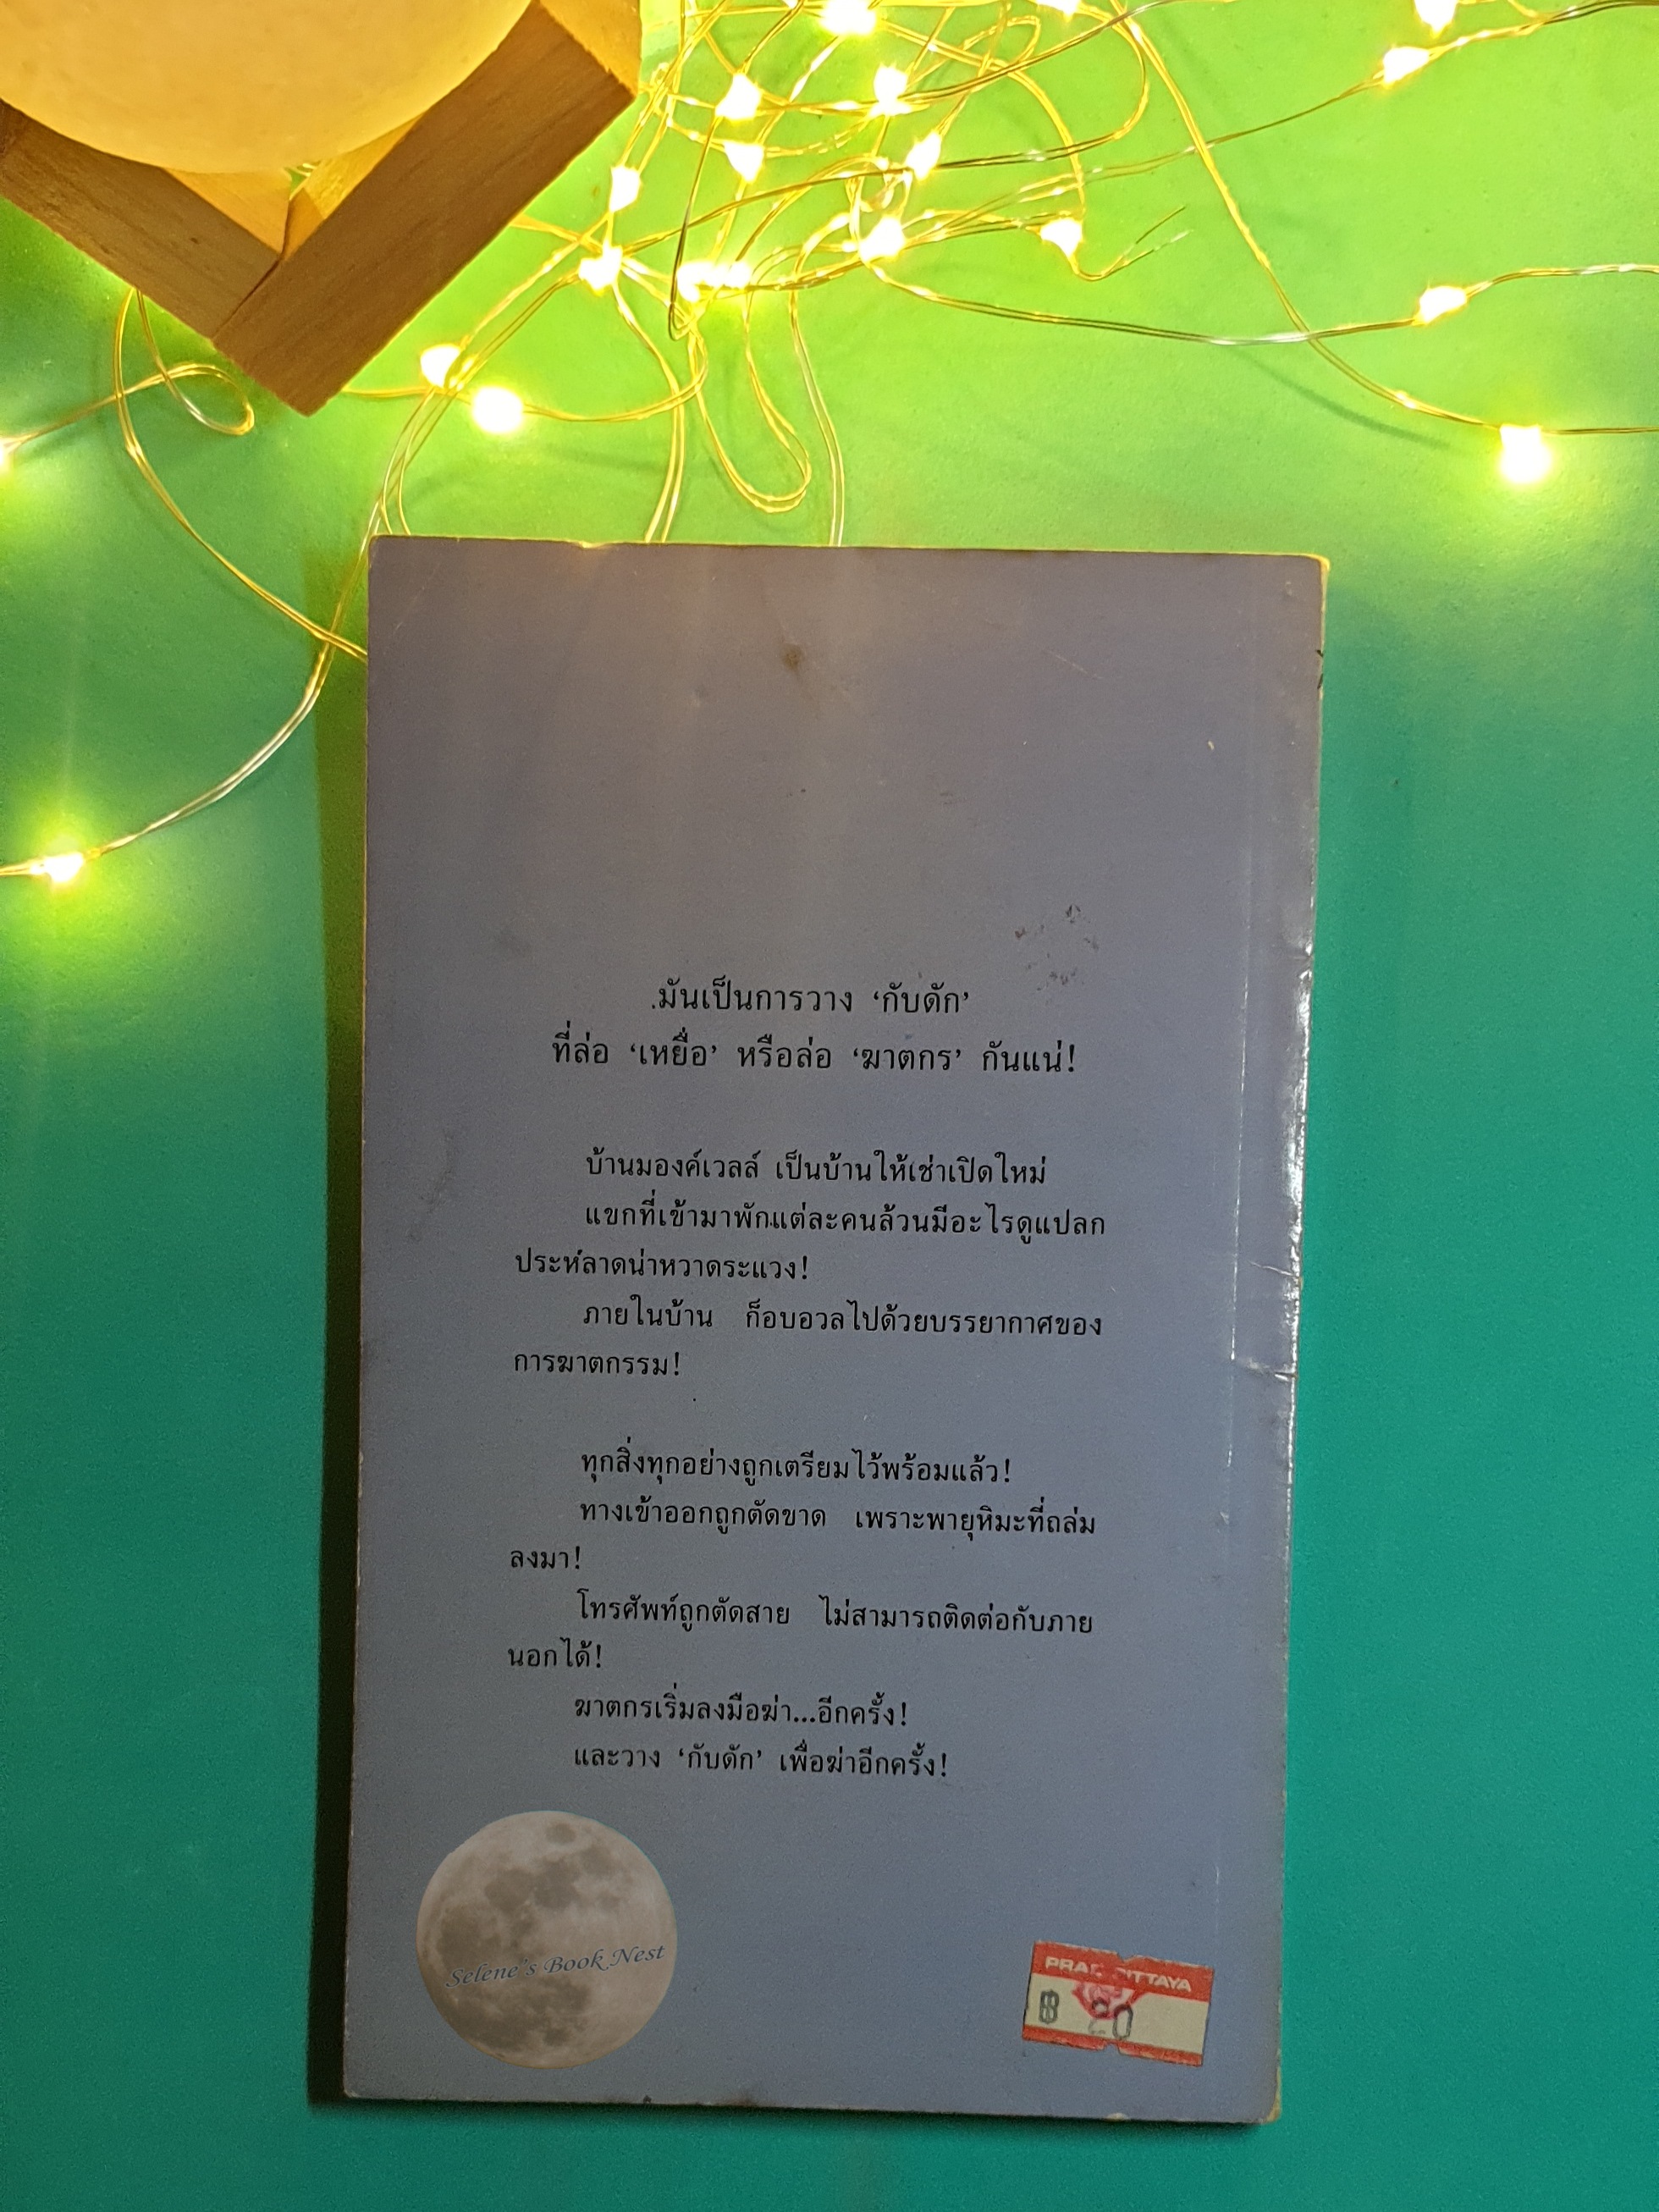 .มันเป็นการวาง ‘กับดัก’
ที่ล่อ ‘เหยื่อ’ หรือล่อ ‘ฆาตกร’ กันแน่!
บ้านมองค์เวลล์ เป็นบ้านให้เช่าเปิดใหม่
แขกที่เข้ามาพักแต่ละคนล้วนมีอะไรดูแปลก
ประหลาดน่าหวาดระแวง!
ภายในบ้าน ก็อบอวลไปด้วยบรรยากาศของ
การฆาตกรรม!
ทุกสิ่งทุกอย่างถูกเตรียมไว้พร้อมแล้ว!
ทางเข้าออกถูกตัดขาด เพราะพายุหิมะที่ถล่ม
ลงมา!
โทรศัพท์ถูกตัดสาย ไม่สามารถติดต่อกับภาย
นอกได้!
ฆาตกรเริ่มลงมือฆ่า...อีกครั้ง!
และวาง ‘กับดัก’ เพื่อฆ่าอีกครั้ง!
Selene's Book Nest
฿ 20